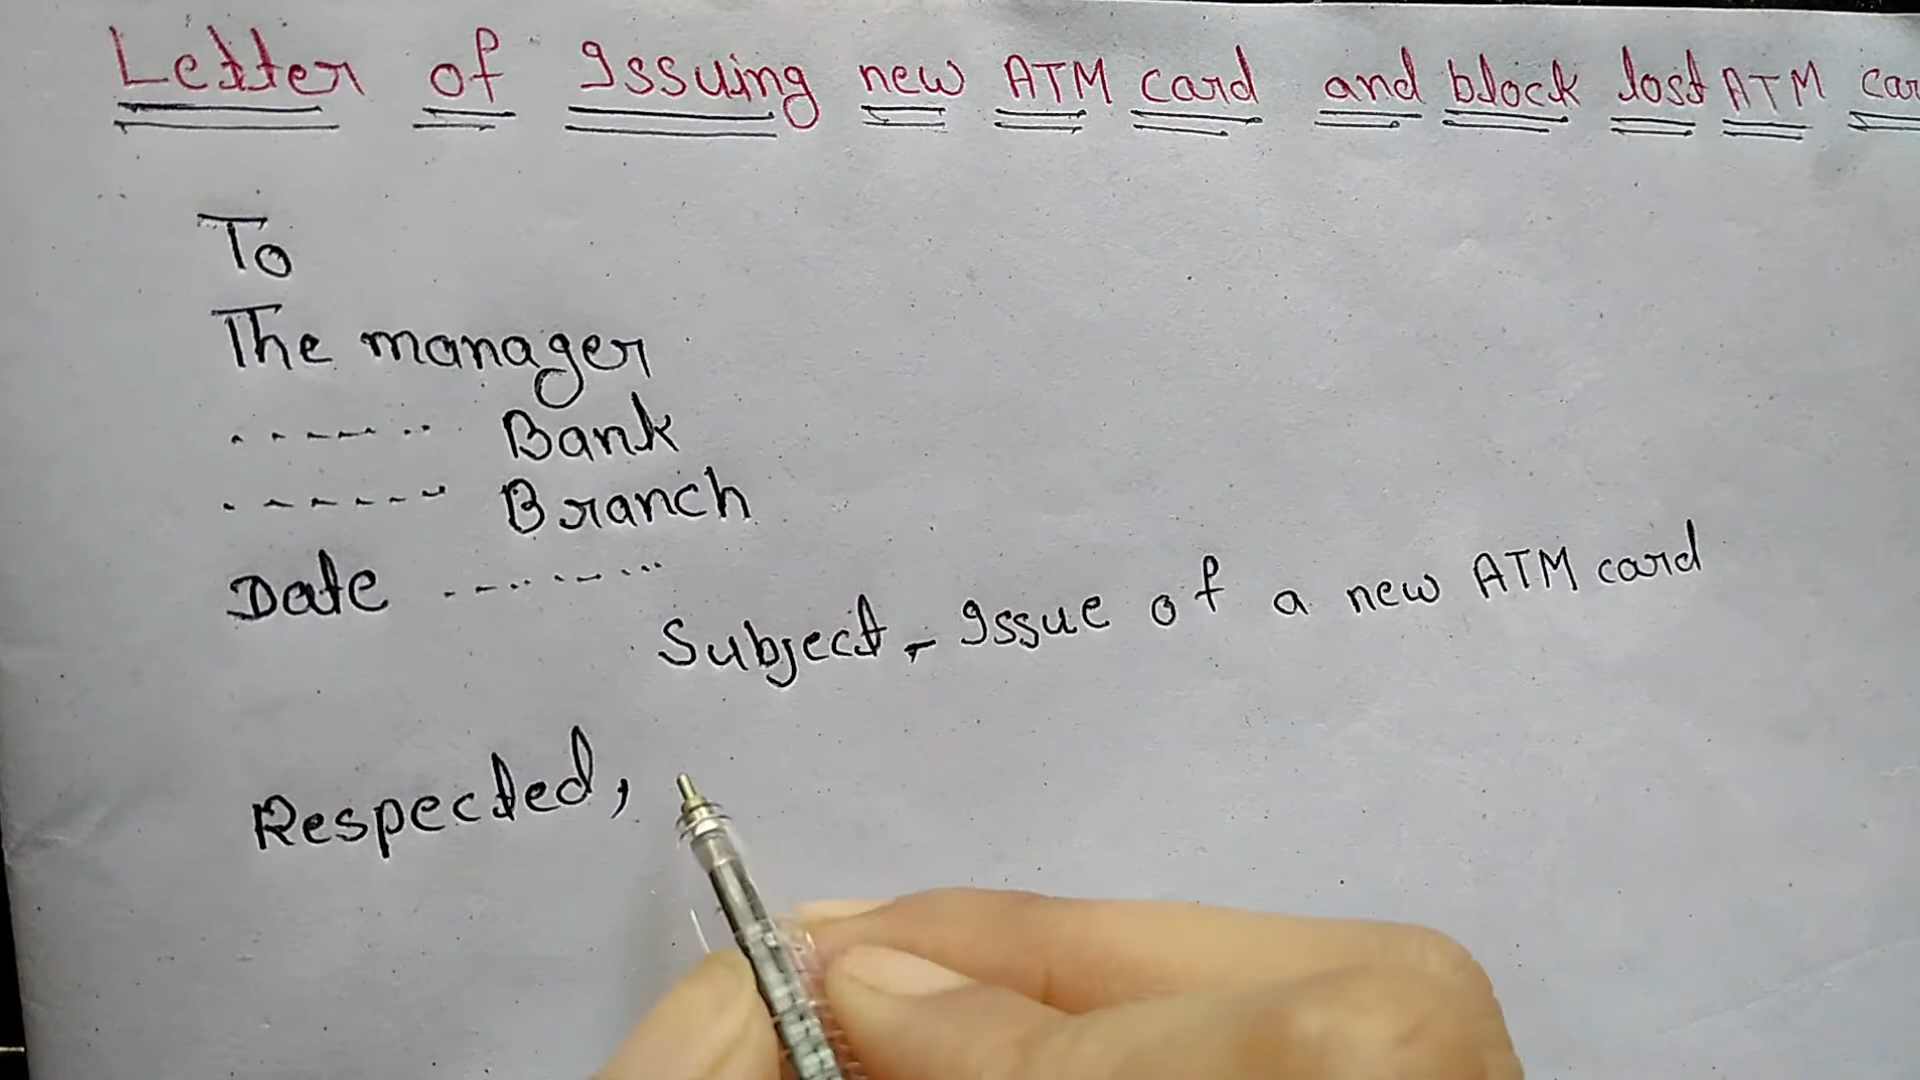 Letter of Issuing new ATM card and block lost ATM car
To
The manager
....... Bank
....... Branch
Date .........
Subject - Issue of a new ATM card
Respected,